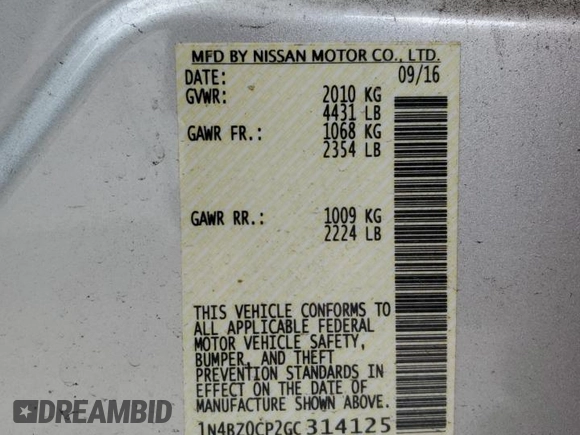 MFD BY NISSAN MOTOR CO., LTD.
DATE: 09/16
GVWR: 2010 KG
4431 LB
GAWR FR.: 1068 KG
2354 LB
GAWR RR.: 1009 KG
2224 LB
THIS VEHICLE CONFORMS TO
ALL APPLICABLE FEDERAL
MOTOR VEHICLE SAFETY,
BUMPER, AND THEFT
PREVENTION STANDARDS IN
EFFECT ON THE DATE OF
MANUFACTURE SHOWN ABOVE.
1N4BZ0CP2GC314125
DREAMBID